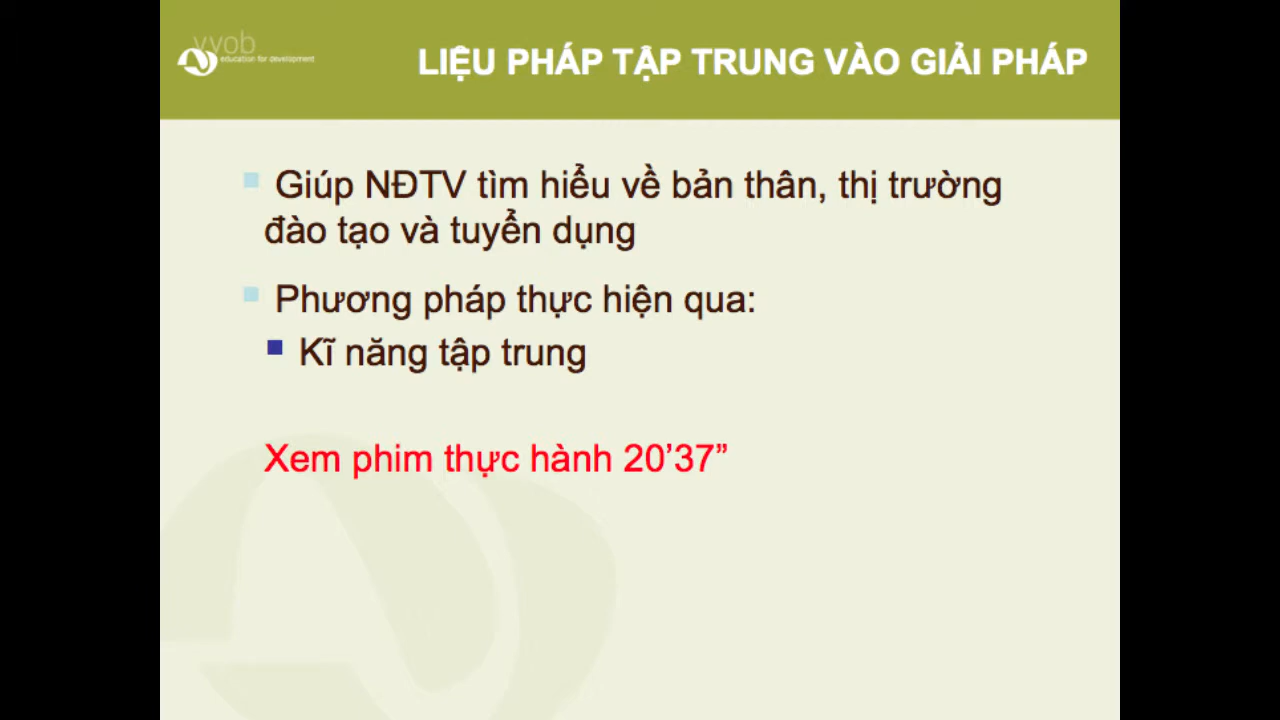 vvob
education for development
LIỆU PHÁP TẬP TRUNG VÀO GIẢI PHÁP
Giúp NĐTV tìm hiểu về bản thân, thị trường
đào tạo và tuyển dụng
Phương pháp thực hiện qua:
Kĩ năng tập trung
Xem phim thực hành 20’37”